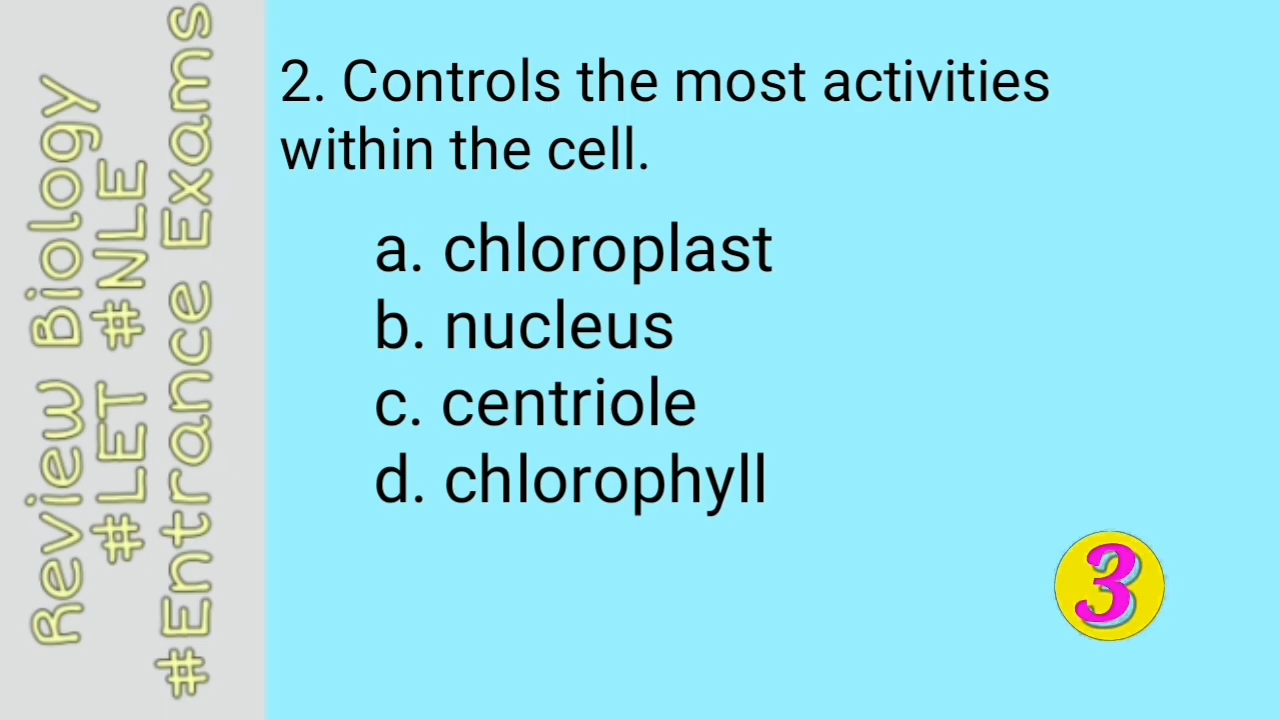 Review Biology
#LET #NLE
#Entrance Exams
2. Controls the most activities
within the cell.
a. chloroplast
b. nucleus
c. centriole
d. chlorophyll
3